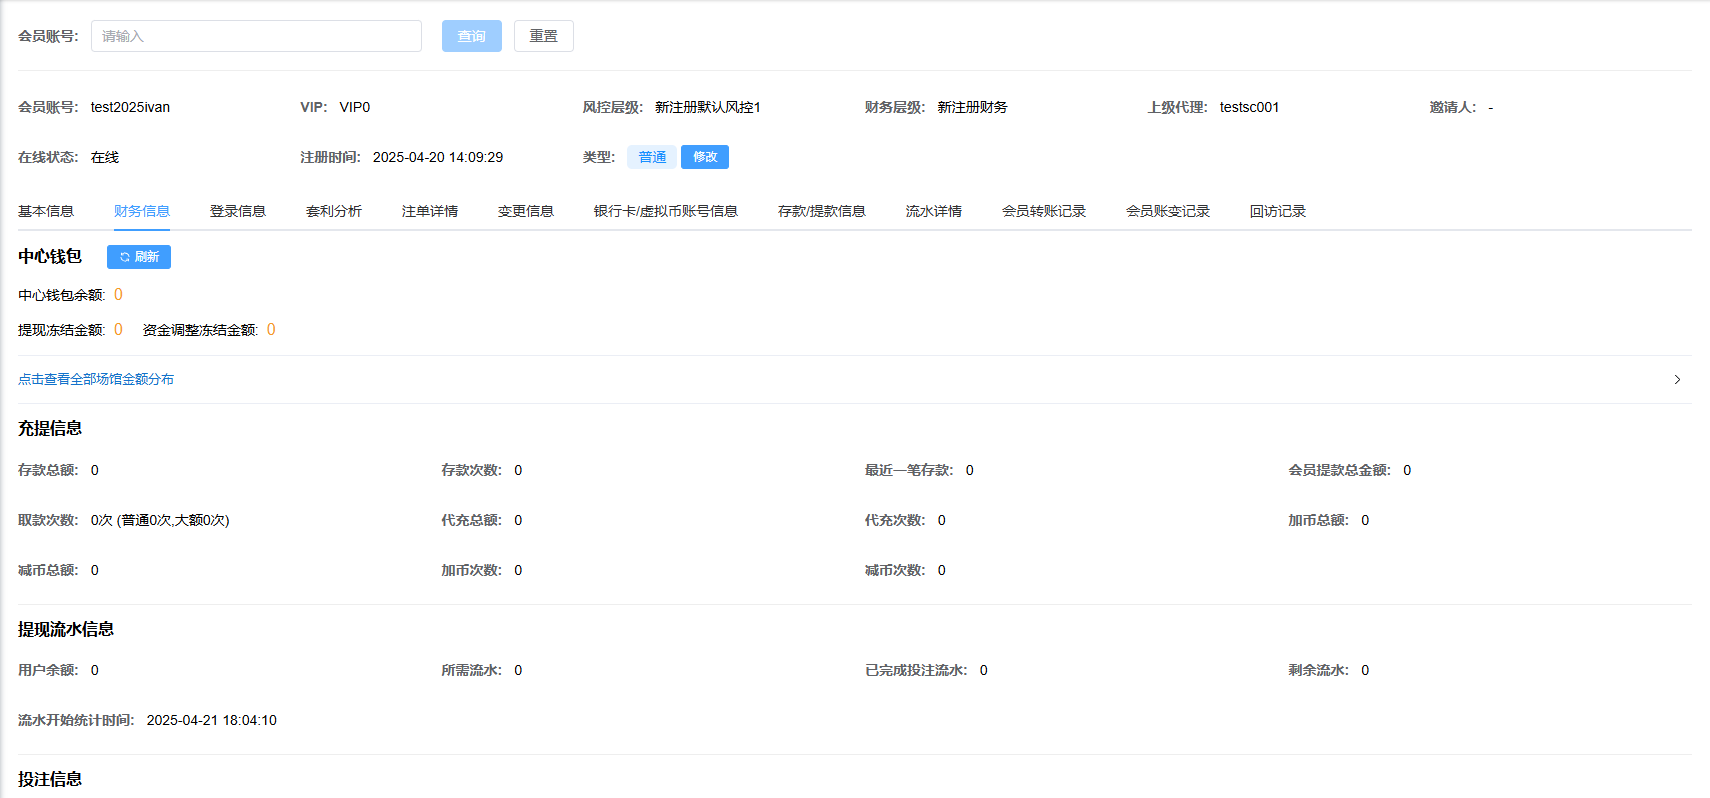 会员账号: 请输入 查询 重置
会员账号: test2025ivan VIP: VIP0 风控层级: 新注册默认风控1 财务层级: 新注册财务 上级代理: testsc001 邀请人: -
在线状态: 在线 注册时间: 2025-04-20 14:09:29 类型: 普通 修改
基本信息 财务信息 登录信息 套利分析 注单详情 变更信息 银行卡/虚拟币账号信息 存款/提款信息 流水详情 会员转账记录 会员账变记录 回访记录
中心钱包 刷新
中心钱包余额: 0
提现冻结金额: 0 资金调整冻结金额: 0
点击查看全部场馆金额分布
充提信息
存款总额: 0 存款次数: 0 最近一笔存款: 0 会员提款总金额: 0
取款次数: 0次 (普通0次,大额0次) 代充总额: 0 代充次数: 0 加币总额: 0
减币总额: 0 加币次数: 0 减币次数: 0
提现流水信息
用户余额: 0 所需流水: 0 已完成投注流水: 0 剩余流水: 0
流水开始统计时间: 2025-04-21 18:04:10
投注信息